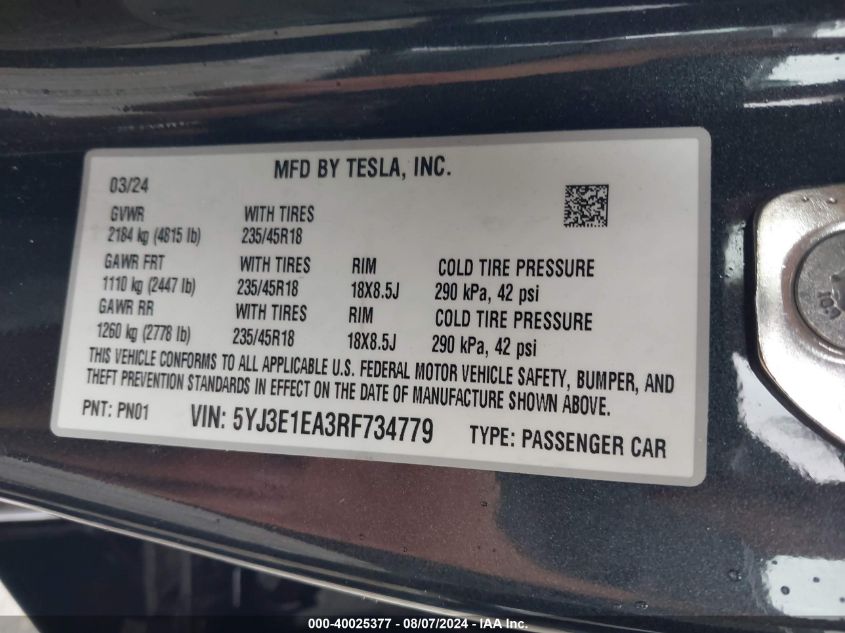 MFD BY TESLA, INC.
03/24
GVWR WITH TIRES
2184 kg (4815 lb) 235/45R18
GAWR FRT WITH TIRES RIM COLD TIRE PRESSURE
1110 kg (2447 lb) 235/45R18 18X8.5J 290 kPa, 42 psi
GAWR RR WITH TIRES RIM COLD TIRE PRESSURE
1260 kg (2778 lb) 235/45R18 18X8.5J 290 kPa, 42 psi
THIS VEHICLE CONFORMS TO ALL APPLICABLE U.S. FEDERAL MOTOR VEHICLE SAFETY, BUMPER, AND
THEFT PREVENTION STANDARDS IN EFFECT ON THE DATE OF MANUFACTURE SHOWN ABOVE.
PNT: PN01 VIN: 5YJ3E1EA3RF734779 TYPE: PASSENGER CAR
000-40025377 - 08/07/2024 - IAA Inc.